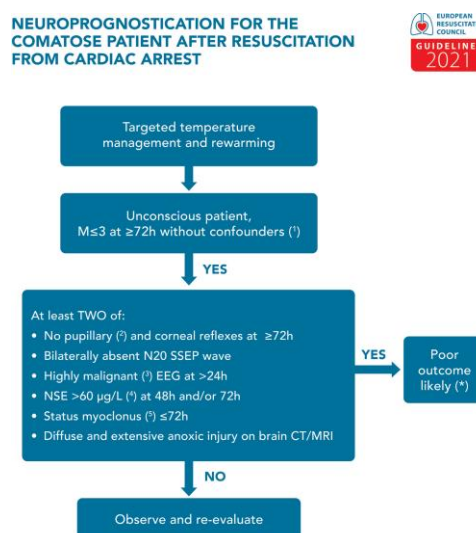 NEUROPROGNOSTICATION FOR THE
COMATOSE PATIENT AFTER RESUSCITATION
FROM CARDIAC ARREST
EUROPEAN
COUNCIL
2021
Targeted temperature
management and rewarming
Unconscious patient,
M≤3 at ≥72h without confounders (1)
YES
At least TWO of:
• No pupillary (2) and corneal reflexes at ≥72h
• Bilaterally absent N20 SSEP wave
• Highly malignant (3) EEG at >24h
• NSE >60 µg/L (4) at 48h and/or 72h
• Status myoclonus (5) ≤72h
• Diffuse and extensive anoxic injury on brain CT/MRI
YES
Poor
outcome
likely (*)
NO
Observe and re-evaluate